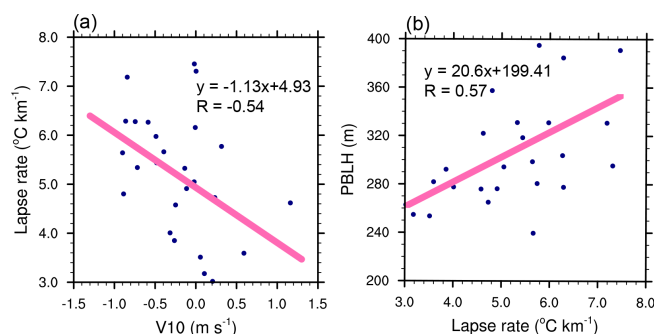 (a)
8.0
7.0
6.0
5.0
4.0
3.0
Lapse rate (°C km⁻¹)
y = -1.13x+4.93
R = -0.54
-1.5 -1.0 -0.5 0.0 0.5 1.0 1.5
V10 (m s⁻¹)
(b)
400
360
320
280
240
200
PBLH (m)
y = 20.6x+199.41
R = 0.57
3.0 4.0 5.0 6.0 7.0 8.0
Lapse rate (°C km⁻¹)